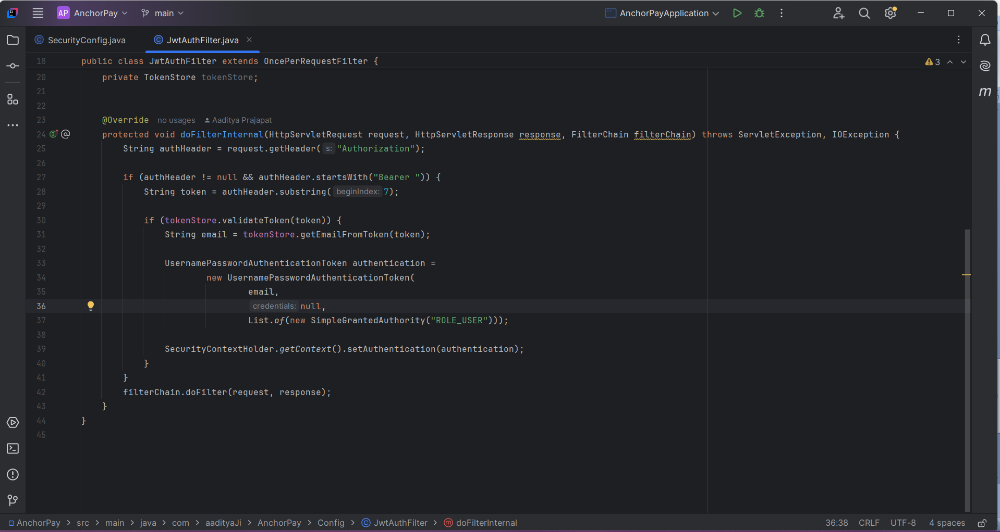 AP AnchorPay main AnchorPayApplication
SecurityConfig.java JwtAuthFilter.java
18 public class JwtAuthFilter extends OncePerRequestFilter { 3
20 private TokenStore tokenStore;
21
22
23 @Override no usages Aaditya Prajapat
24 protected void doFilterInternal(HttpServletRequest request, HttpServletResponse response, FilterChain filterChain) throws ServletException, IOException {
25 String authHeader = request.getHeader( s: "Authorization");
26
27 if (authHeader != null && authHeader.startsWith("Bearer ")) {
28 String token = authHeader.substring( beginIndex: 7);
29
30 if (tokenStore.validateToken(token)) {
31 String email = tokenStore.getEmailFromToken(token);
32
33 UsernamePasswordAuthenticationToken authentication =
34 new UsernamePasswordAuthenticationToken(
35 email,
36 credentials: null,
37 List.of(new SimpleGrantedAuthority("ROLE_USER")));
38
39 SecurityContextHolder.getContext().setAuthentication(authentication);
40 }
41 }
42 filterChain.doFilter(request, response);
43 }
44 }
45
AnchorPay > src > main > java > com > aadityaJi > AnchorPay > Config > JwtAuthFilter > doFilterInternal 36:38 CRLF UTF-8 4 spaces